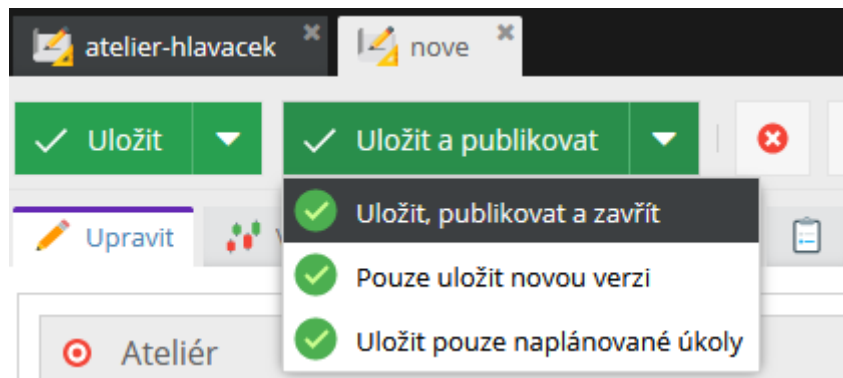 atelier-hlavacek
nove
Uložit
Uložit a publikovat
Uložit, publikovat a zavřít
Upravit
Pouze uložit novou verzi
Uložit pouze naplánované úkoly
Ateliér